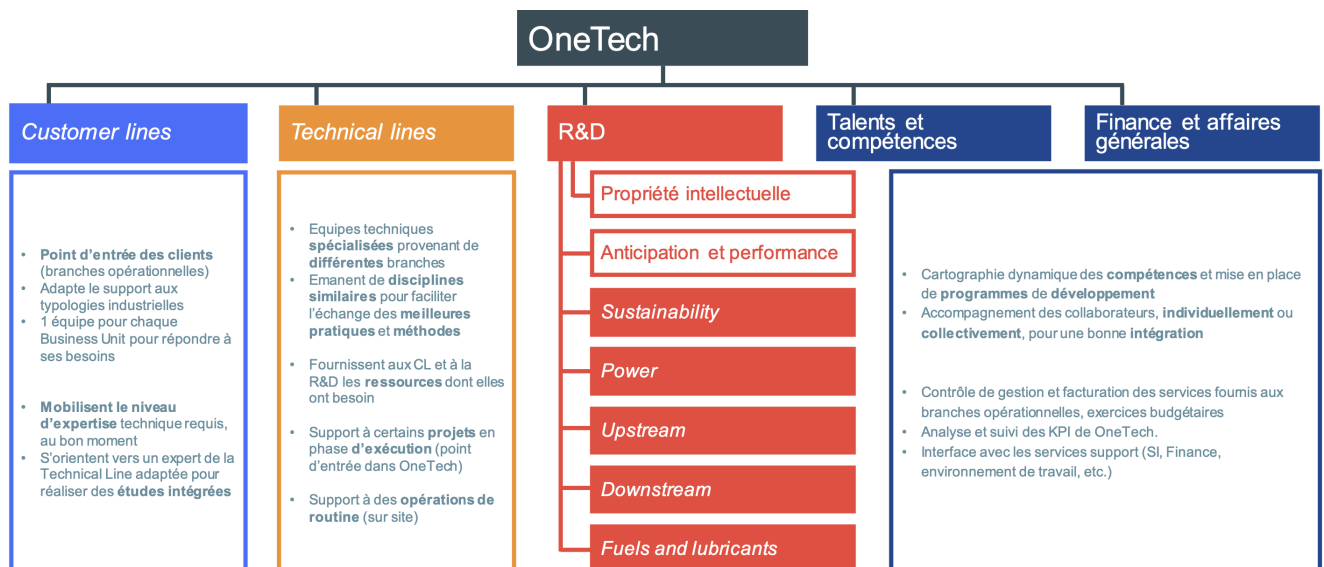 OneTech
Customer lines
Technical lines
R&D
Talents et
compétences
Finance et affaires
générales
• Point d’entrée des clients
(branches opérationnelles)
• Adapte le support aux
typologies industrielles
• 1 équipe pour chaque
Business Unit pour répondre à
ses besoins
• Mobilisent le niveau
d’expertise technique requis,
au bon moment
• S’orientent vers un expert de la
Technical Line adaptée pour
réaliser des études intégrées
• Equipes techniques
spécialisées provenant de
différentes branches
• Emanent de disciplines
similaires pour faciliter
l’échange des meilleures
pratiques et méthodes
• Fournissent aux CL et à la
R&D les ressources dont elles
ont besoin
• Support à certains projets en
phase d’exécution (point
d’entrée dans OneTech)
• Support à des opérations de
routine (sur site)
Propriété intellectuelle
Anticipation et performance
Sustainability
Power
Upstream
Downstream
Fuels and lubricants
• Cartographie dynamique des compétences et mise en place
de programmes de développement
• Accompagnement des collaborateurs, individuellement ou
collectivement, pour une bonne intégration
• Contrôle de gestion et facturation des services fournis aux
branches opérationnelles, exercices budgétaires
• Analyse et suivi des KPI de OneTech.
• Interface avec les services support (SI, Finance,
environnement de travail, etc.)